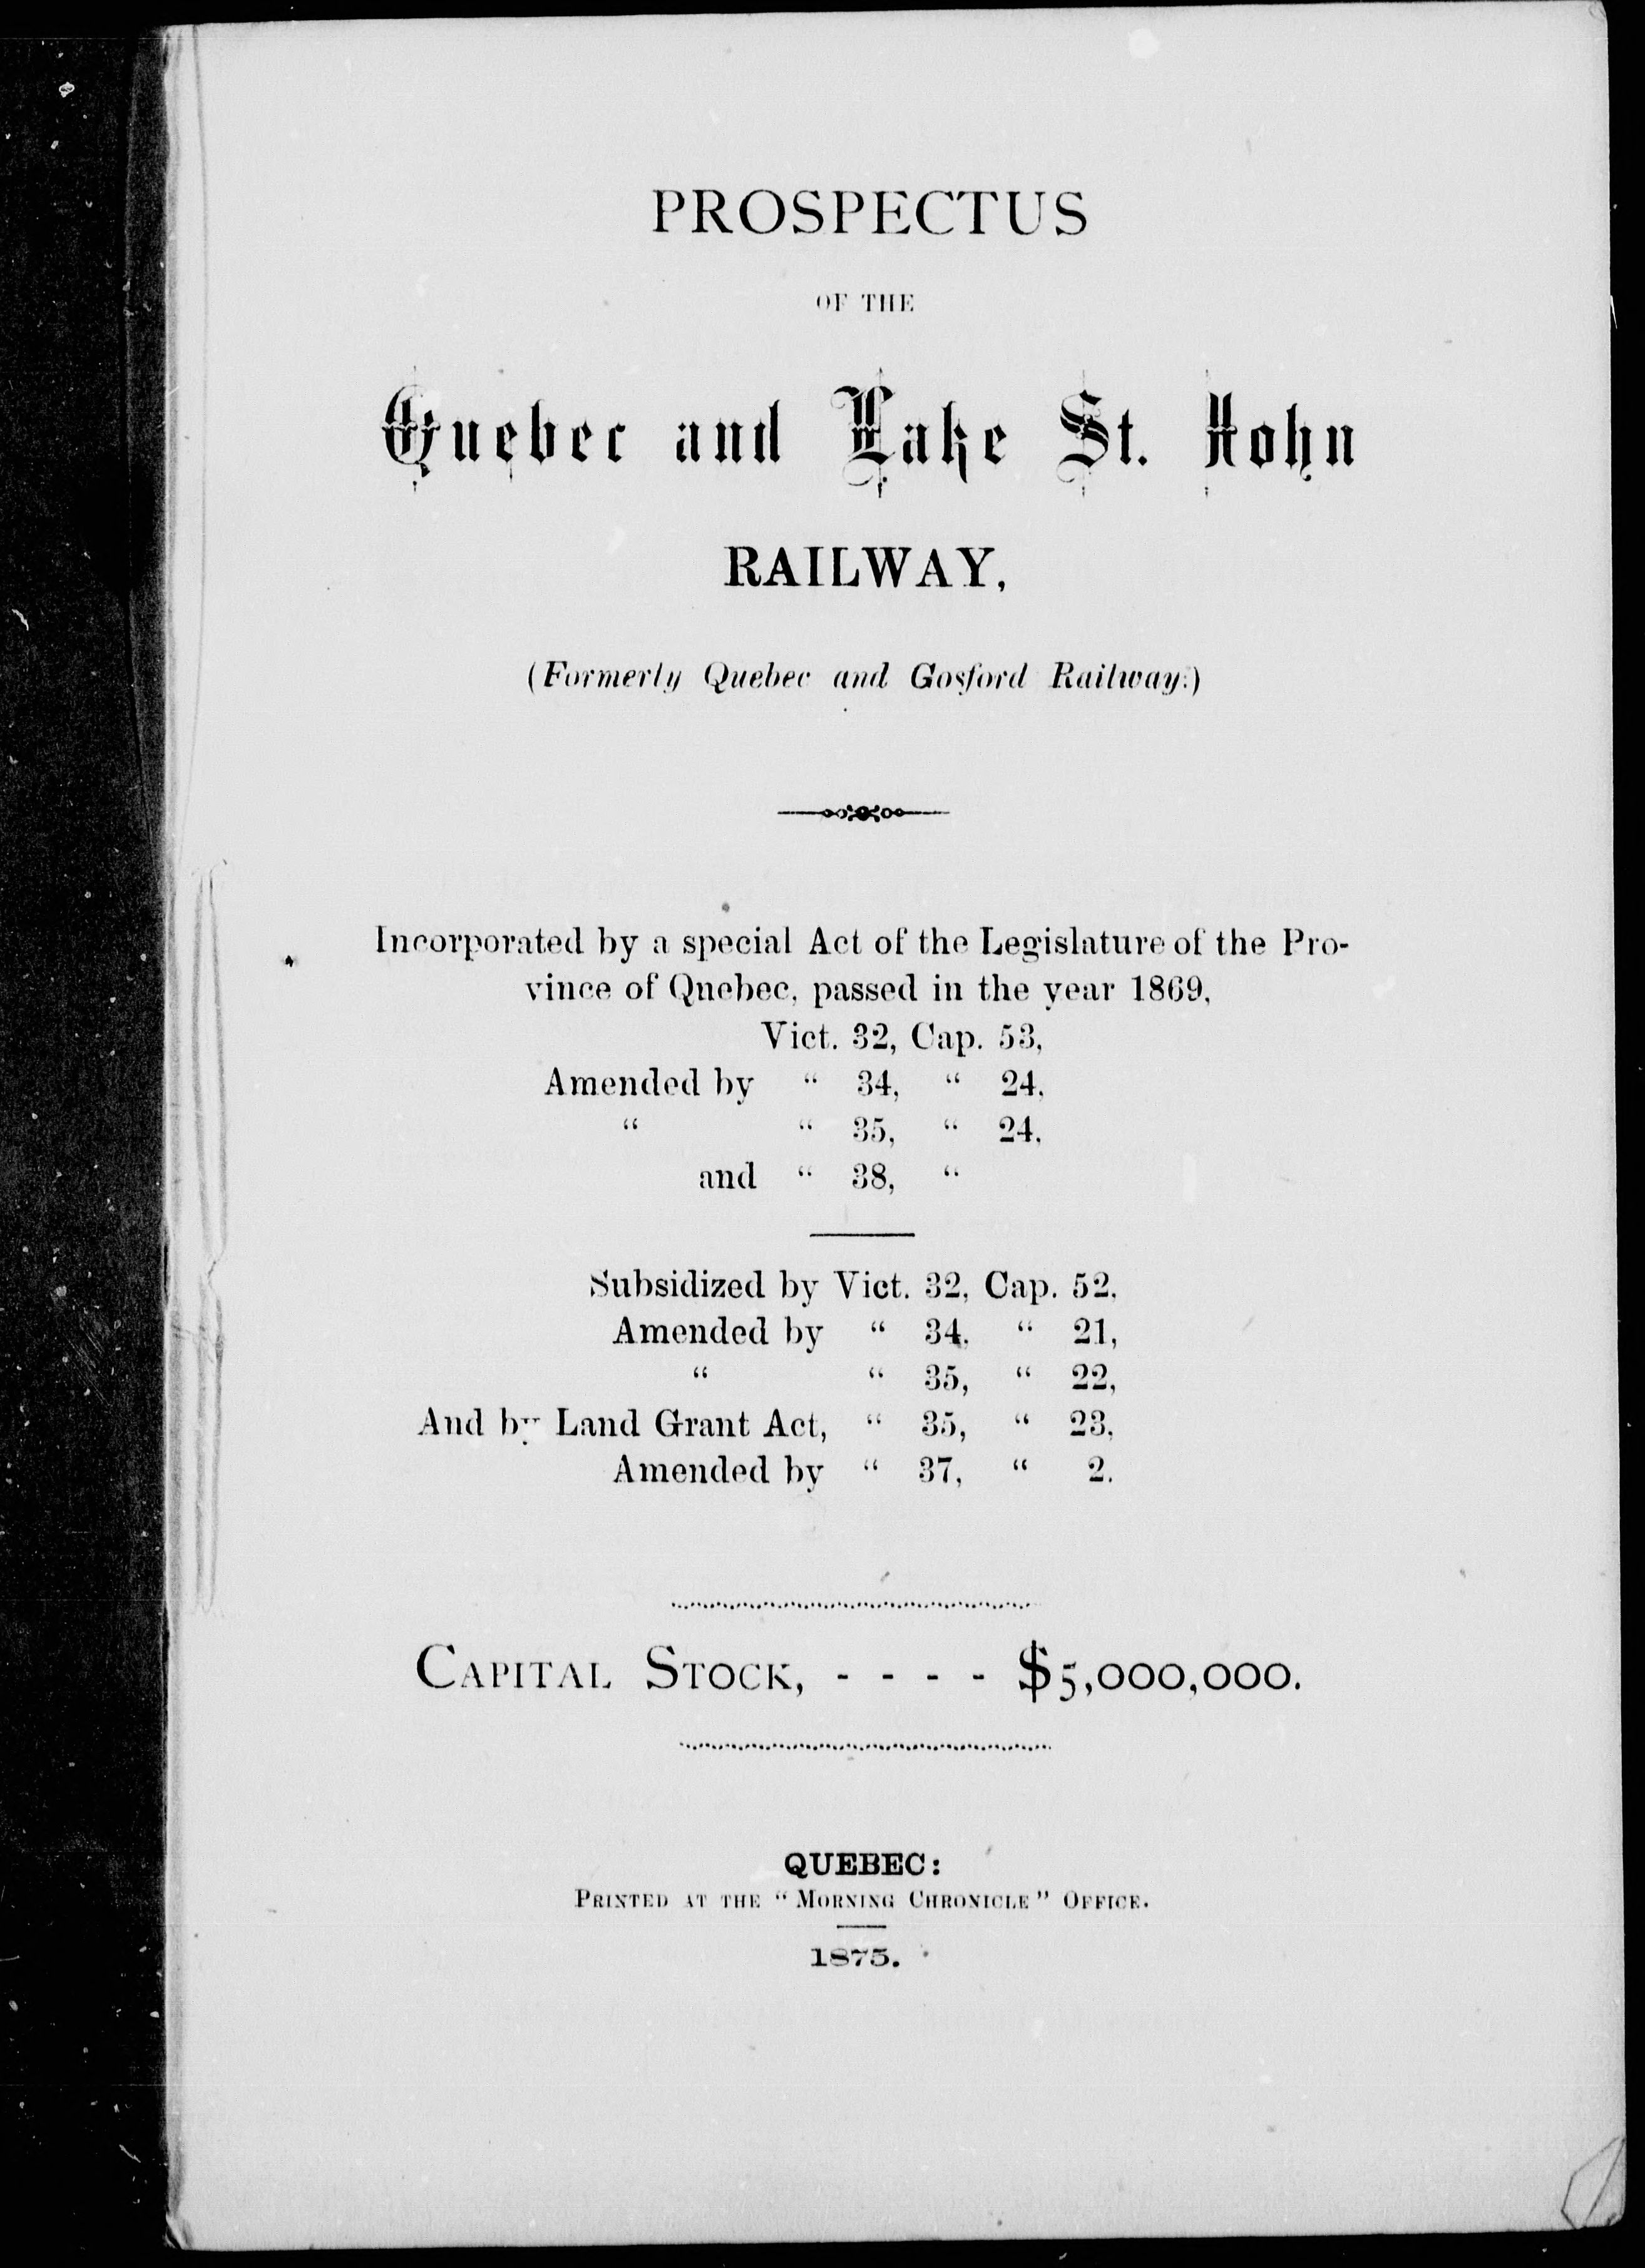 PROSPECTUS
OF THE
Quebec and Lake St. John
RAILWAY,
(Formerly Quebec and Gosford Railway.)
Incorporated by a special Act of the Legislature of the Pro-
vince of Quebec, passed in the year 1869,
Vict. 32, Cap. 53,
Amended by “ 34, “ 24,
“ “ 35, “ 24,
and “ 38, “
Subsidized by Vict. 32, Cap. 52,
Amended by “ 34, “ 21,
“ “ 35, “ 22,
And by Land Grant Act, “ 35, “ 23,
Amended by “ 37, “ 2.
CAPITAL STOCK, - - - - $5,000,000.
QUEBEC:
PRINTED AT THE “MORNING CHRONICLE” OFFICE.
1875.